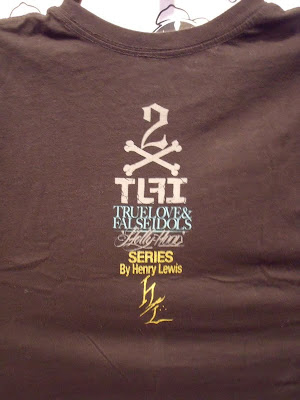 2
TLFI
TRUE LOVE &
FALSE IDOLS
SERIES
By Henry Lewis
HL